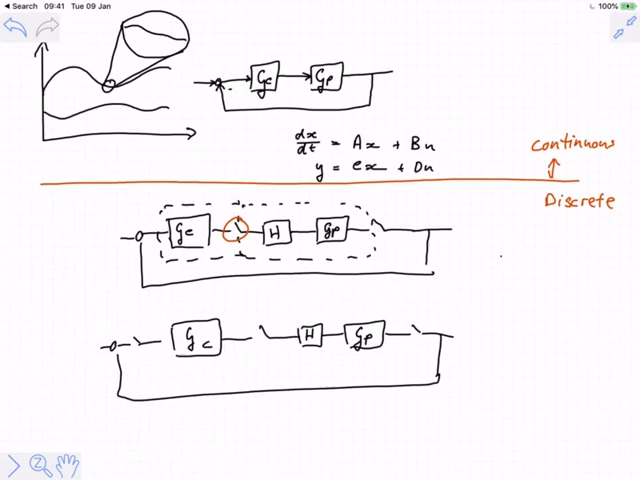 Search 09:41 Tue 09 Jan 100%
Gc Gp
dx/dt = Ax + Bu
y = Cx + Du
Continuous
Discrete
Gc H Gp
Gc H Gp